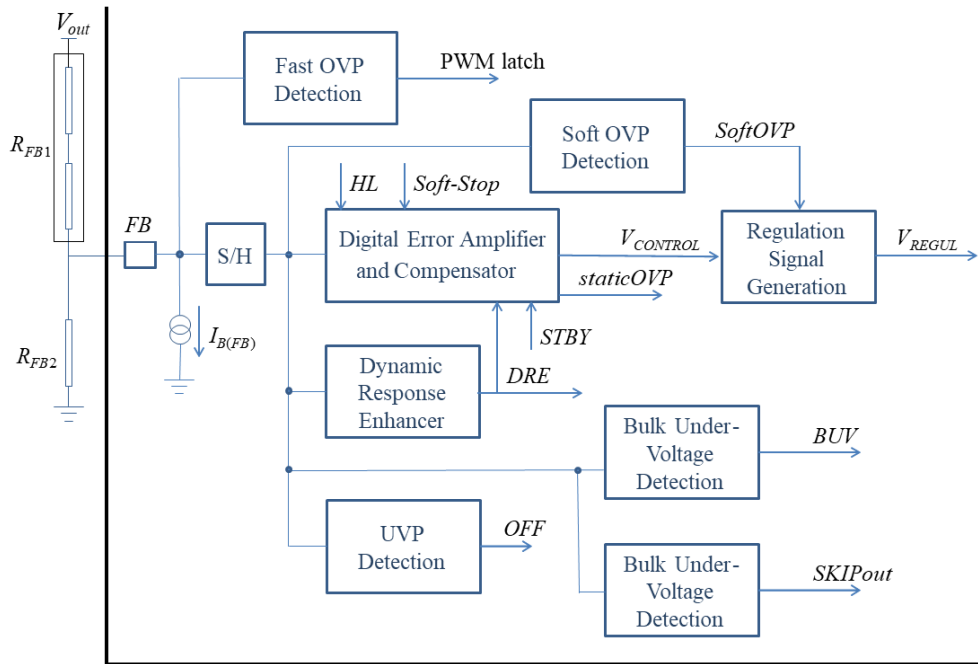 Vout
Fast OVP
Detection
PWM latch
RFB1
Soft OVP
Detection
SoftOVP
HL
Soft-Stop
FB
S/H
Digital Error Amplifier
and Compensator
VCONTROL
staticOVP
Regulation
Signal
Generation
VREGUL
IB(FB)
STBY
RFB2
Dynamic
Response
Enhancer
DRE
Bulk Under-
Voltage
Detection
BUV
UVP
Detection
OFF
Bulk Under-
Voltage
Detection
SKIPout